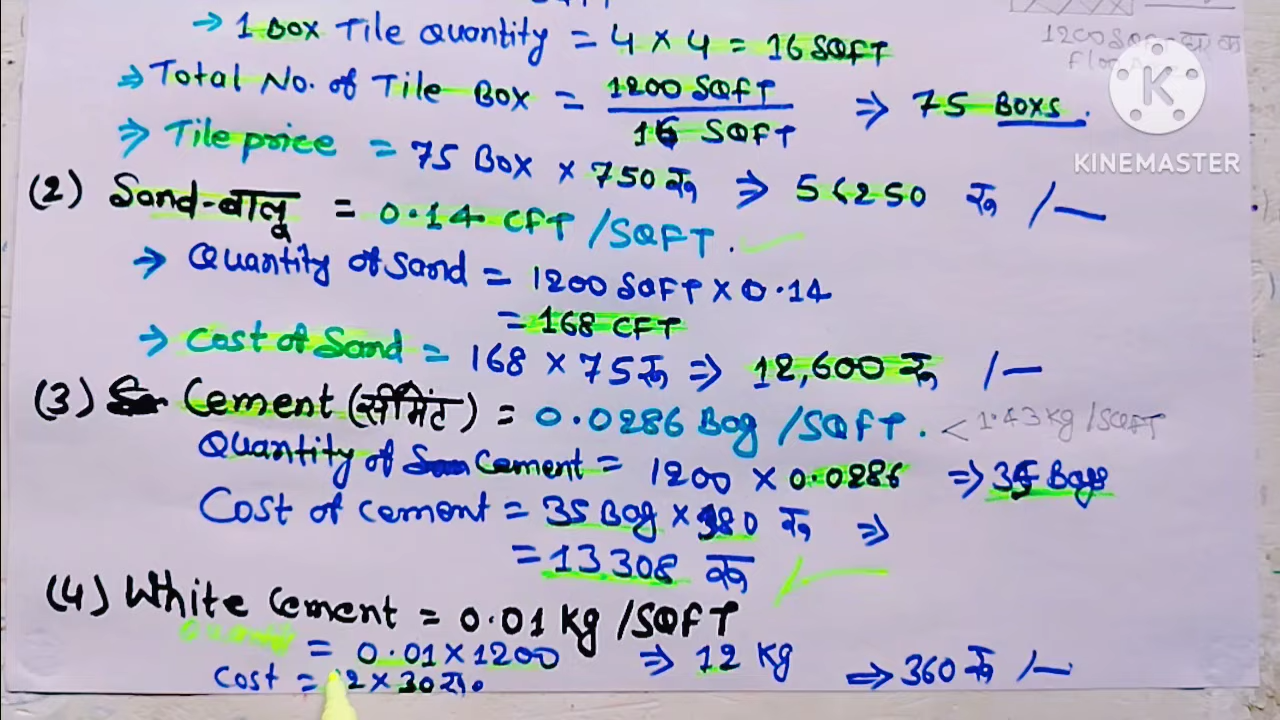 → 1 Box Tile Quantity = 4 × 4 = 16 SQFT
⇒ Total No. of Tile Box = 1200 SQFT / 16 SQFT ⇒ 75 Boxs.
K
KINEMASTER
⇒ Tile price = 75 Box × 750 रु ⇒ 56250 रु /—
(2) Sand-बालू = 0.14 CFT /SQFT.
→ Quantity of Sand = 1200 SQFT × 0.14
= 168 CFT
→ Cost of Sand = 168 × 75 रु ⇒ 12,600 रु /—
(3) Cement (सीमेंट) = 0.0286 Bag /SQFT. < 1.43 Kg /SQFT
Quantity of Cement = 1200 × 0.0286 ⇒ 35 Bags
Cost of cement = 35 Bag × 380 रु ⇒
= 13308 रु
(4) White Cement = 0.01 kg /SQFT
= 0.01 × 1200 ⇒ 12 kg ⇒ 360 रु /—
Cost = 12 × 30 रु.